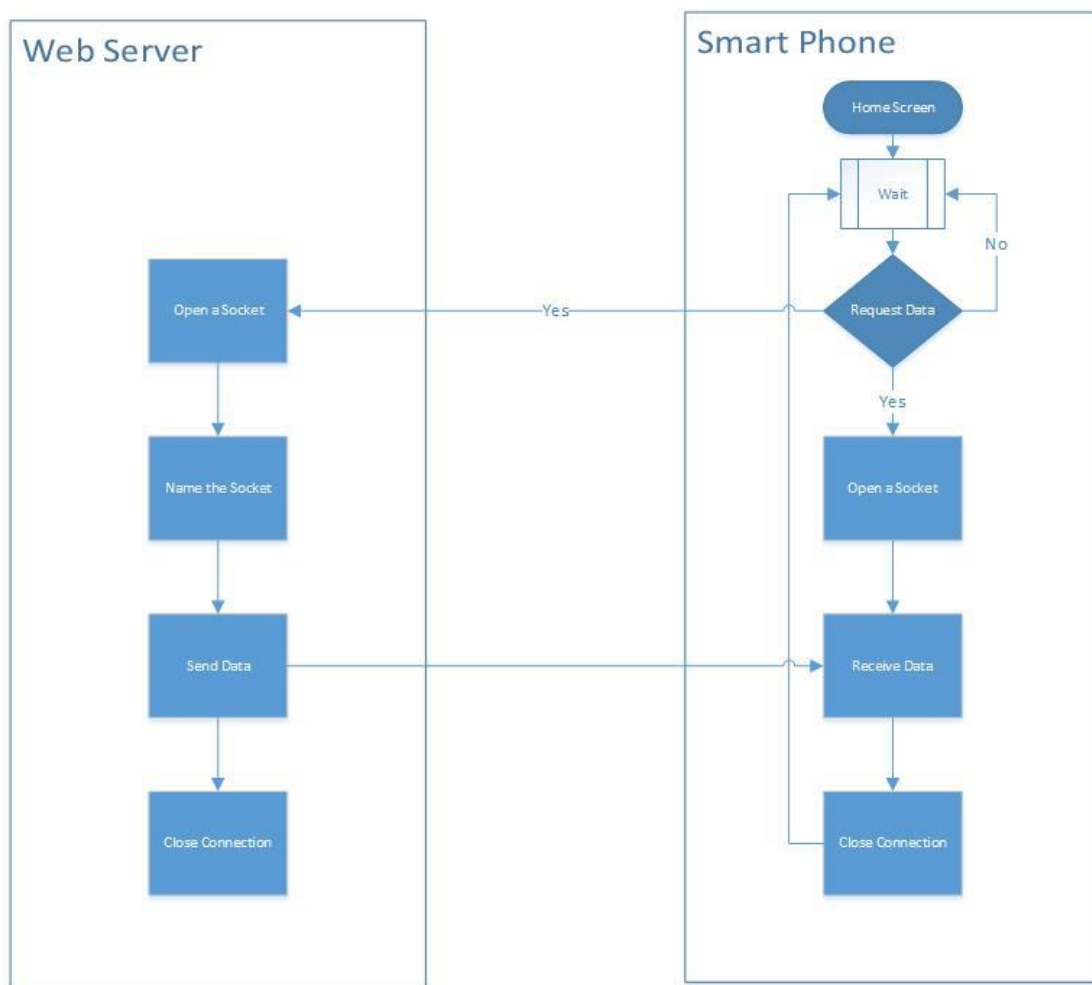 Web Server
Open a Socket
Name the Socket
Send Data
Close Connection
Yes
Smart Phone
Home Screen
Wait
No
Request Data
Yes
Open a Socket
Receive Data
Close Connection